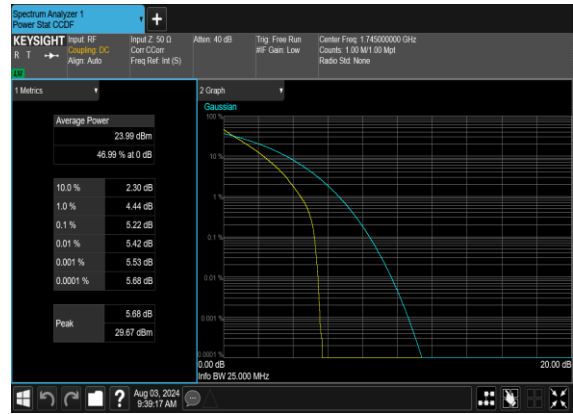 Spectrum Analyzer 1
Power Stat CCDF
KEYSIGHT
R T
LW
Input: RF
Coupling: DC
Align: Auto
Input Z: 50 Ω
Corr CCorr
Freq Ref: Int (S)
Atten: 40 dB
Trig: Free Run
#IF Gain: Low
Center Freq: 1.745000000 GHz
Counts: 1.00 M/1.00 Mpt
Radio Std: None
1 Metrics
Average Power
23.99 dBm
46.99 % at 0 dB
10.0 % 2.30 dB
1.0 % 4.44 dB
0.1 % 5.22 dB
0.01 % 5.42 dB
0.001 % 5.53 dB
0.0001 % 5.68 dB
Peak 5.68 dB
29.67 dBm
2 Graph
Gaussian
100 %
10 %
1 %
0.1 %
0.01 %
0.001 %
0.0001 %
0.00 dB 20.00 dB
Info BW 25.000 MHz
?
Aug 03, 2024
9:39:17 AM